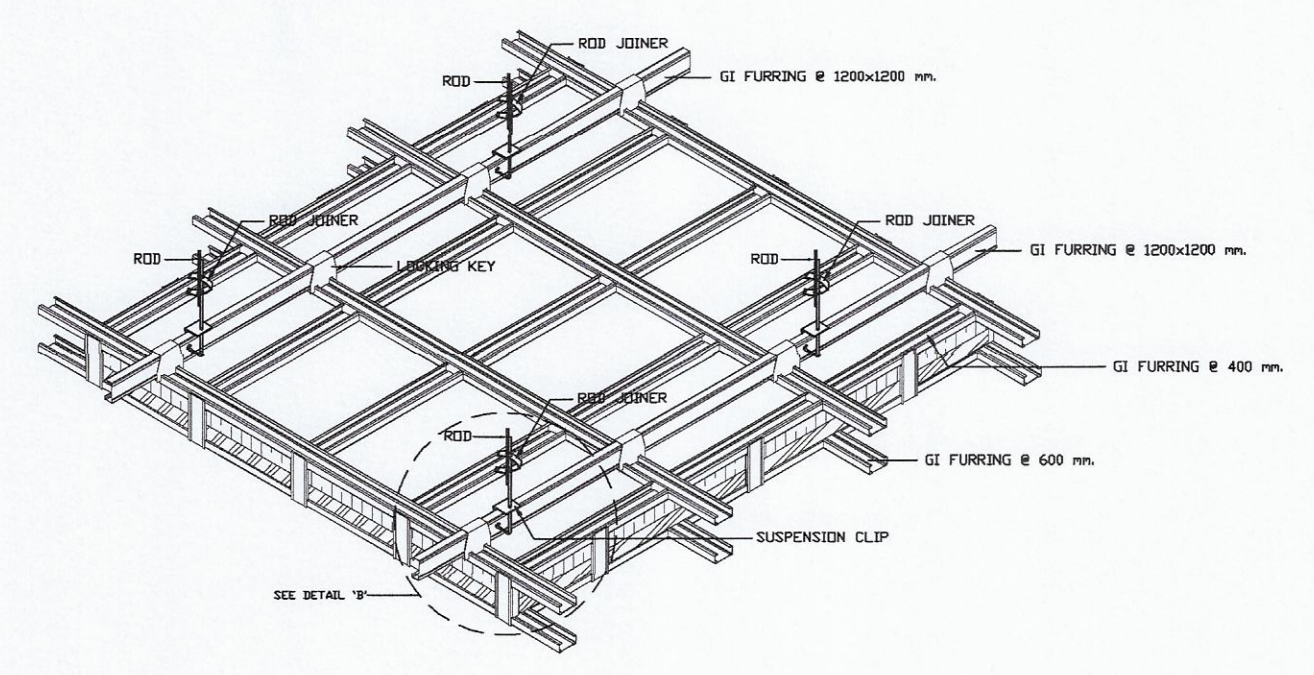 ROD JOINER
ROD
GI FURRING @ 1200x1200 mm.
ROD JOINER
ROD
LOCKING KEY
ROD JOINER
ROD
GI FURRING @ 1200x1200 mm.
GI FURRING @ 400 mm.
ROD JOINER
ROD
GI FURRING @ 600 mm.
SUSPENSION CLIP
SEE DETAIL 'B'